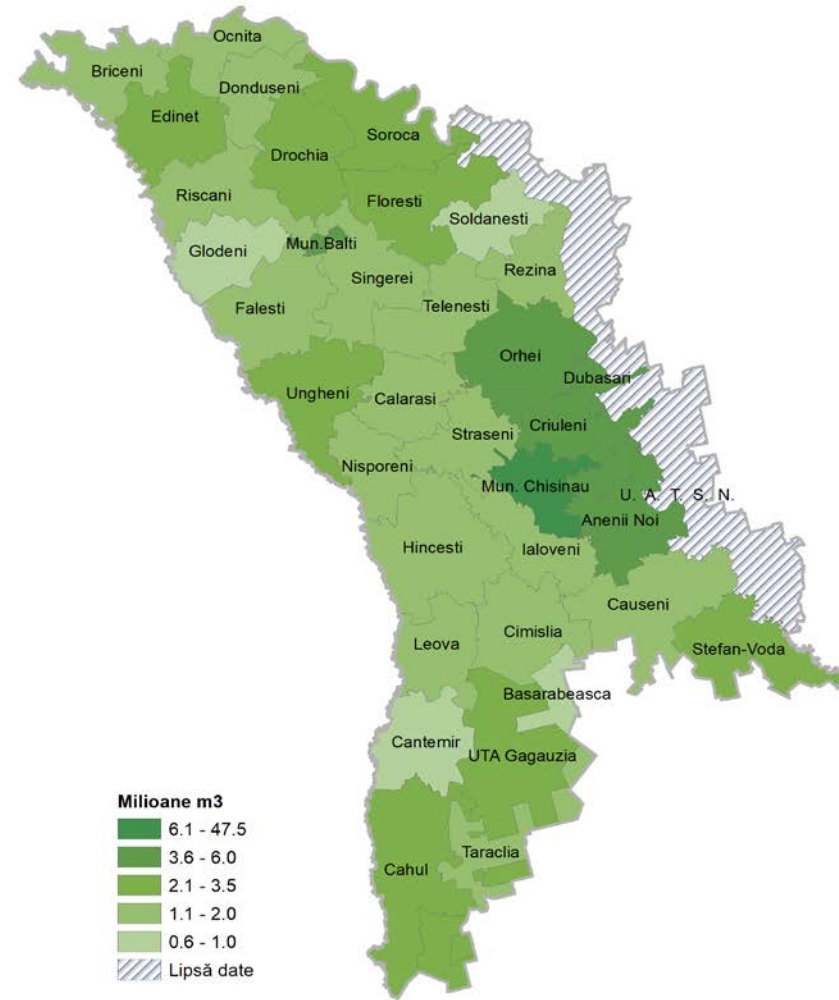 Ocnita
Briceni
Donduseni
Edinet
Soroca
Drochia
Riscani
Floresti
Soldanesti
Glodeni
Mun.Balti
Singerei
Rezina
Falesti
Telenesti
Orhei
Dubasari
Ungheni
Calarasi
Criuleni
Straseni
Nisporeni
Mun. Chisinau
U. A. T. S. N.
Anenii Noi
Hincesti
Ialoveni
Causeni
Cimislia
Leova
Stefan-Voda
Basarabeasca
Cantemir
UTA Gagauzia
Taraclia
Cahul
Milioane m3
6.1 - 47.5
3.6 - 6.0
2.1 - 3.5
1.1 - 2.0
0.6 - 1.0
Lipsă date